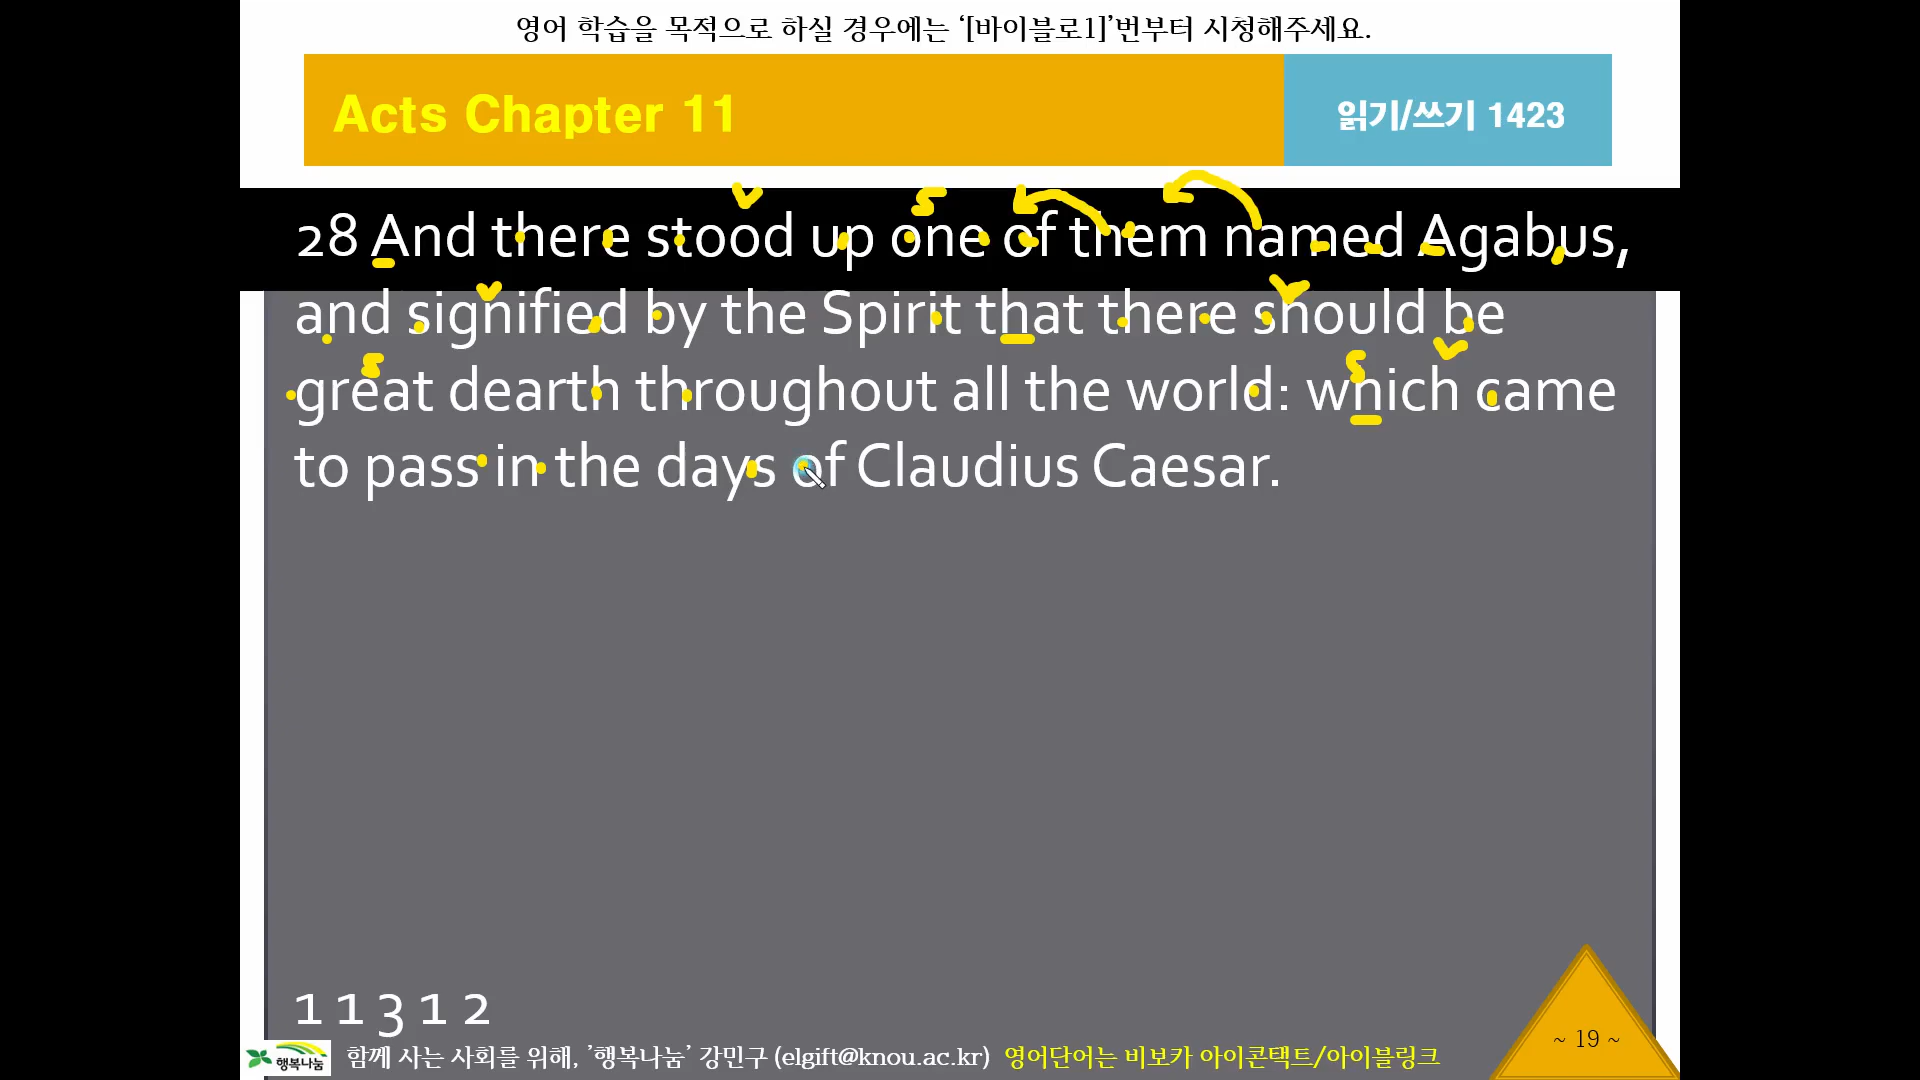 영어 학습을 목적으로 하실 경우에는 ‘[바이블로1]’번부터 시청해주세요.
Acts Chapter 11
읽기/쓰기 1423
28 And there stood up one of them named Agabus,
and signified by the Spirit that there should be
great dearth throughout all the world: which came
to pass in the days of Claudius Caesar.
1 1 3 1 2
~ 19 ~
행복나눔
함께 사는 사회를 위해, ’행복나눔’ 강민구 (elgift@knou.ac.kr) 영어단어는 비보카 아이콘택트/아이블링크